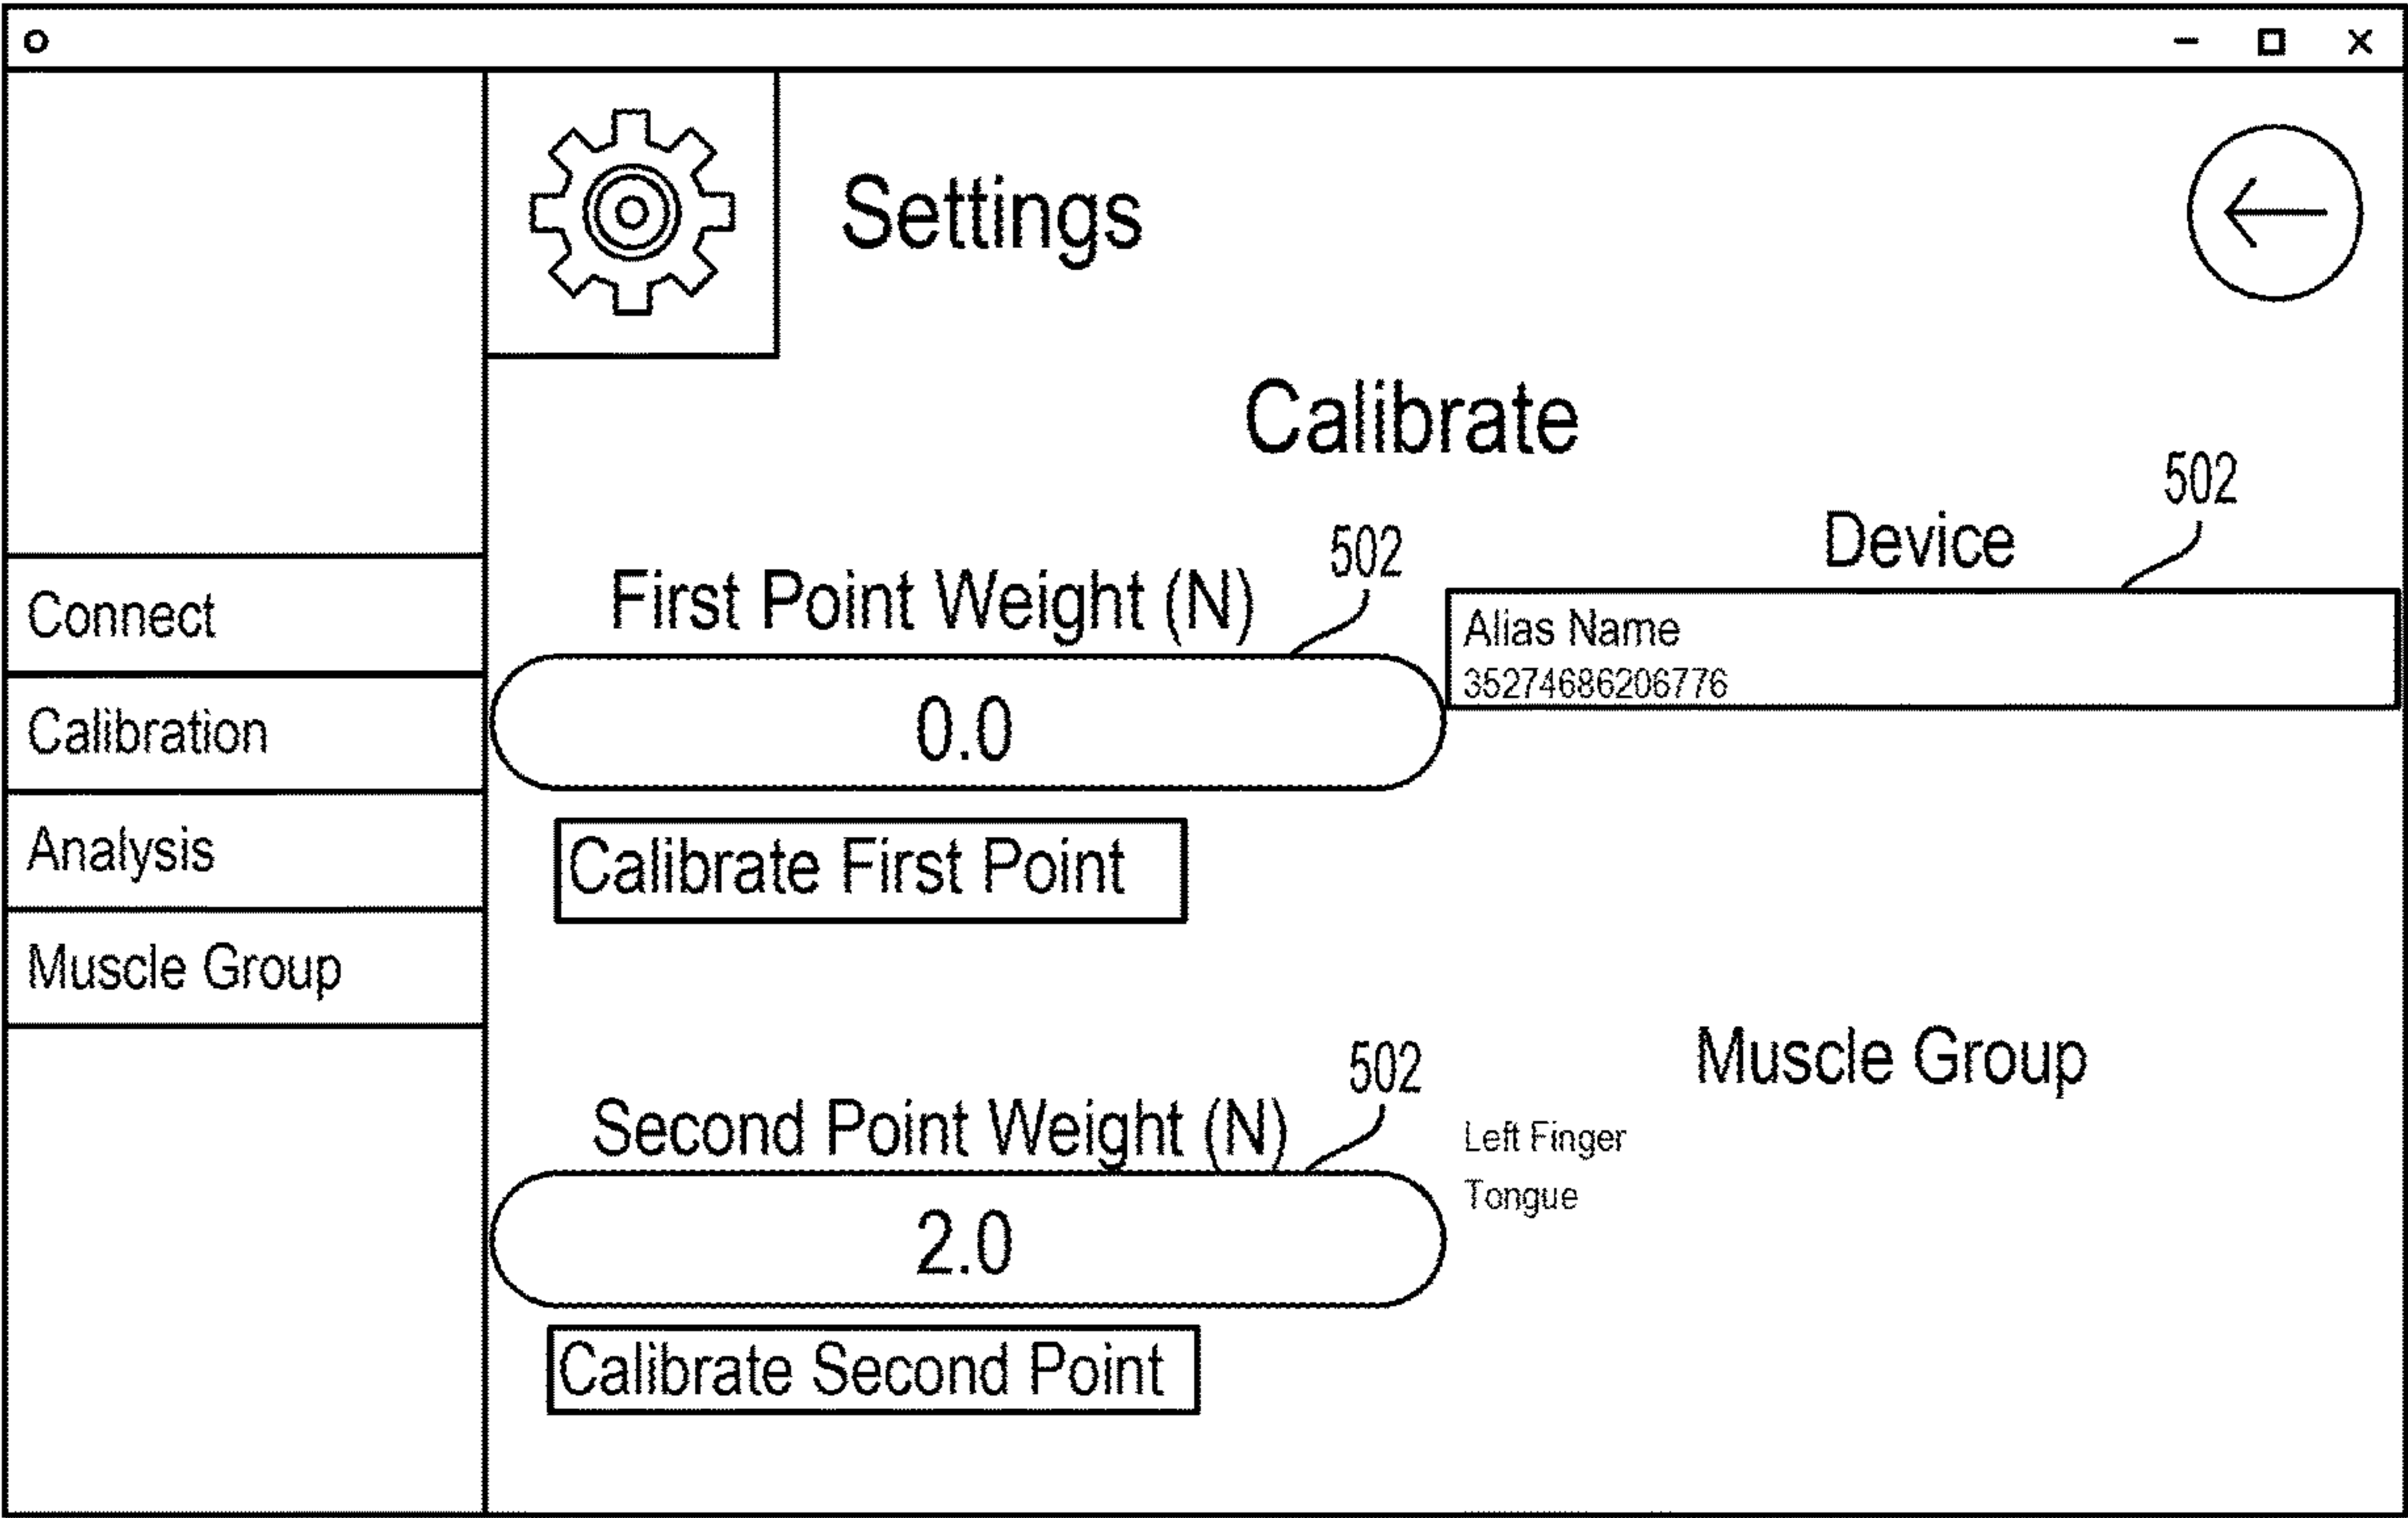 Settings
Calibrate
Connect
Calibration
Analysis
Muscle Group
First Point Weight (N)
502
0.0
Calibrate First Point
Device
502
Alias Name
35274686206776
Second Point Weight (N)
502
2.0
Calibrate Second Point
Muscle Group
Left Finger
Tongue